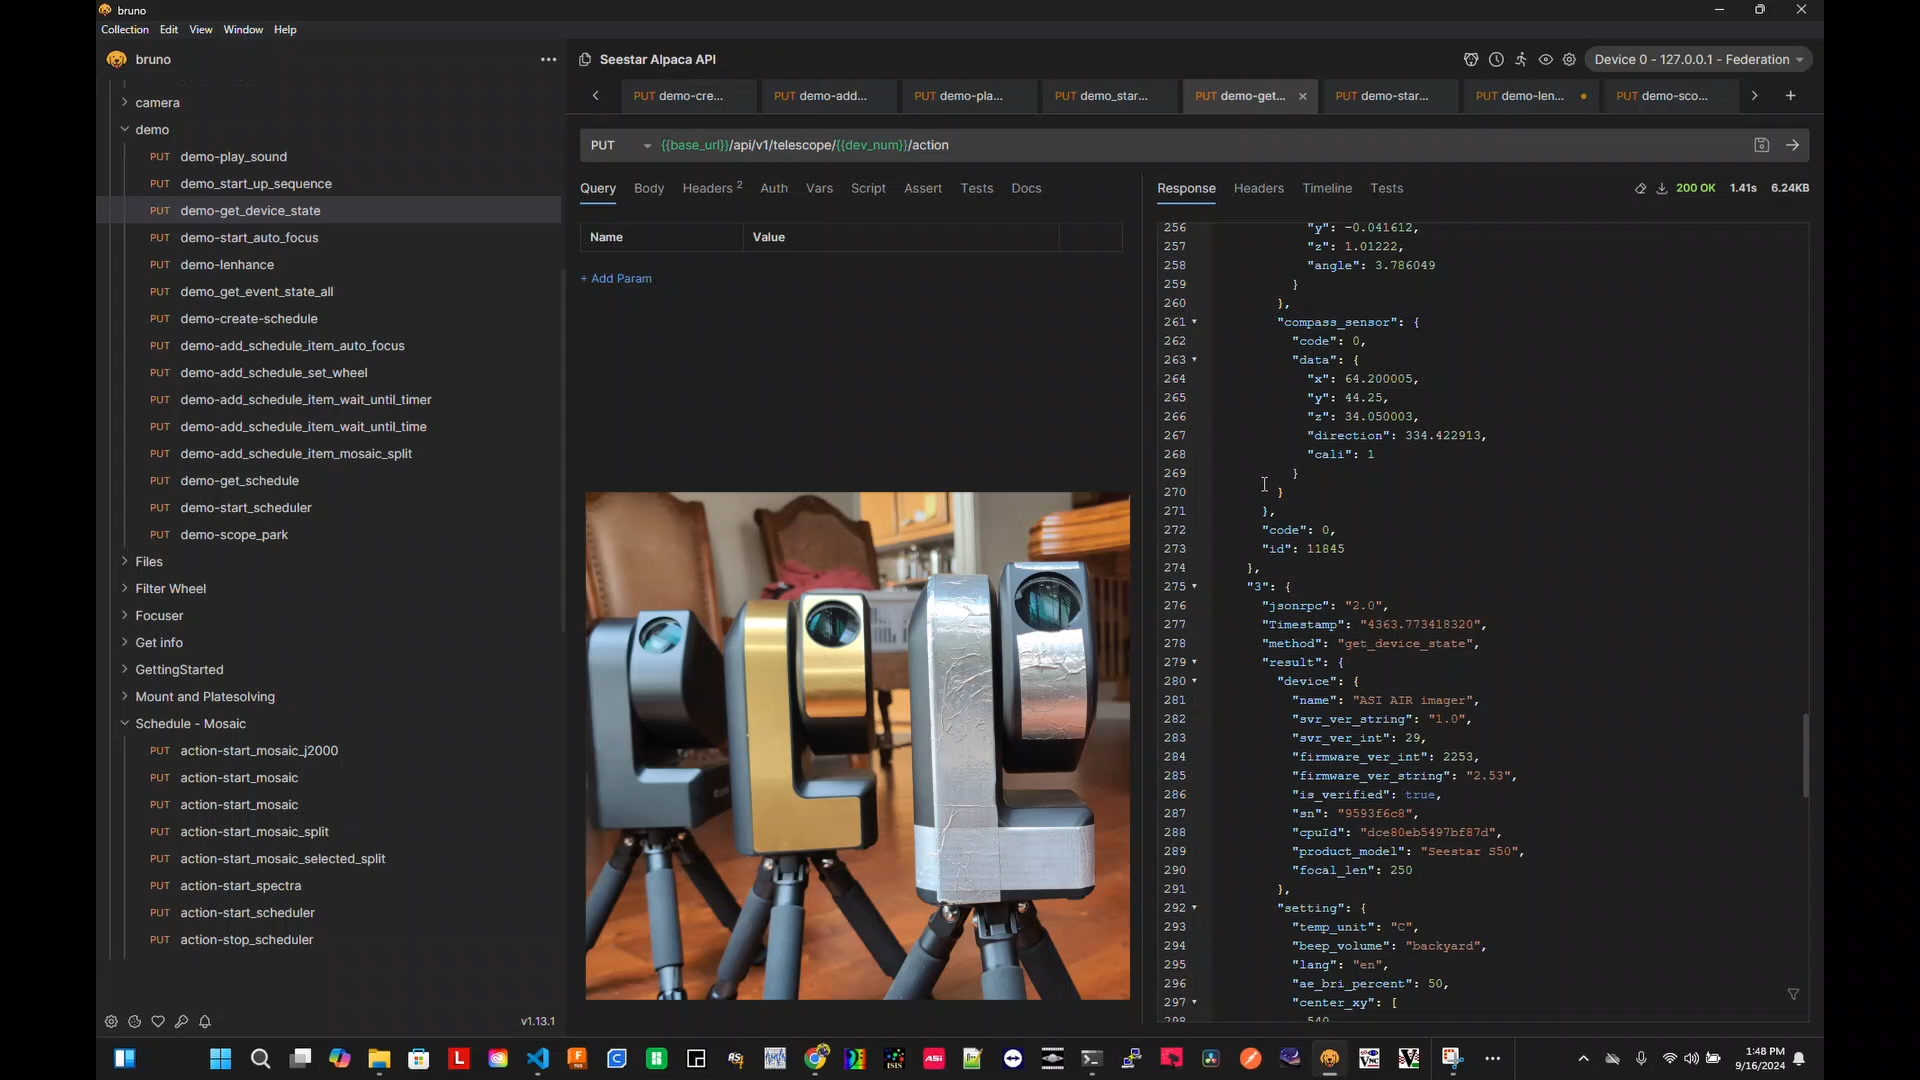 bruno
Collection Edit View Window Help
bruno
Seestar Alpaca API
Device 0 - 127.0.0.1 - Federation
PUT demo-cre...
PUT demo-add...
PUT demo-pla...
PUT demo_star...
PUT demo-get...
PUT demo-star...
PUT demo-len...
PUT demo-sco...
camera
demo
PUT demo-play_sound
PUT demo_start_up_sequence
PUT demo-get_device_state
PUT demo-start_auto_focus
PUT demo-lenhance
PUT demo_get_event_state_all
PUT demo-create-schedule
PUT demo-add_schedule_item_auto_focus
PUT demo-add_schedule_set_wheel
PUT demo-add_schedule_item_wait_until_timer
PUT demo-add_schedule_item_wait_until_time
PUT demo-add_schedule_item_mosaic_split
PUT demo-get_schedule
PUT demo-start_scheduler
PUT demo-scope_park
Files
Filter Wheel
Focuser
Get info
GettingStarted
Mount and Platesolving
Schedule - Mosaic
PUT action-start_mosaic_j2000
PUT action-start_mosaic
PUT action-start_mosaic
PUT action-start_mosaic_split
PUT action-start_mosaic_selected_split
PUT action-start_spectra
PUT action-start_scheduler
PUT action-stop_scheduler
v1.13.1
PUT {{base_url}}/api/v1/telescope/{{dev_num}}/action
Query Body Headers 2 Auth Vars Script Assert Tests Docs
Name Value
+ Add Param
Response Headers Timeline Tests
200 OK 1.41s 6.24KB
256 "y": -0.041612,
257 "z": 1.01222,
258 "angle": 3.786049
259 }
260 },
261 "compass_sensor": {
262 "code": 0,
263 "data": {
264 "x": 64.200005,
265 "y": 44.25,
266 "z": 34.050003,
267 "direction": 334.422913,
268 "cali": 1
269 }
270 }
271 },
272 "code": 0,
273 "id": 11845
274 },
275 "3": {
276 "jsonrpc": "2.0",
277 "Timestamp": "4363.773418320",
278 "method": "get_device_state",
279 "result": {
280 "device": {
281 "name": "ASI AIR imager",
282 "svr_ver_string": "1.0",
283 "svr_ver_int": 29,
284 "firmware_ver_int": 2253,
285 "firmware_ver_string": "2.53",
286 "is_verified": true,
287 "sn": "9593f6c8",
288 "cpuId": "dce80eb5497bf87d",
289 "product_model": "Seestar S50",
290 "focal_len": 250
291 },
292 "setting": {
293 "temp_unit": "C",
294 "beep_volume": "backyard",
295 "lang": "en",
296 "ae_bri_percent": 50,
297 "center_xy": [
298 540,
1:48 PM
9/16/2024